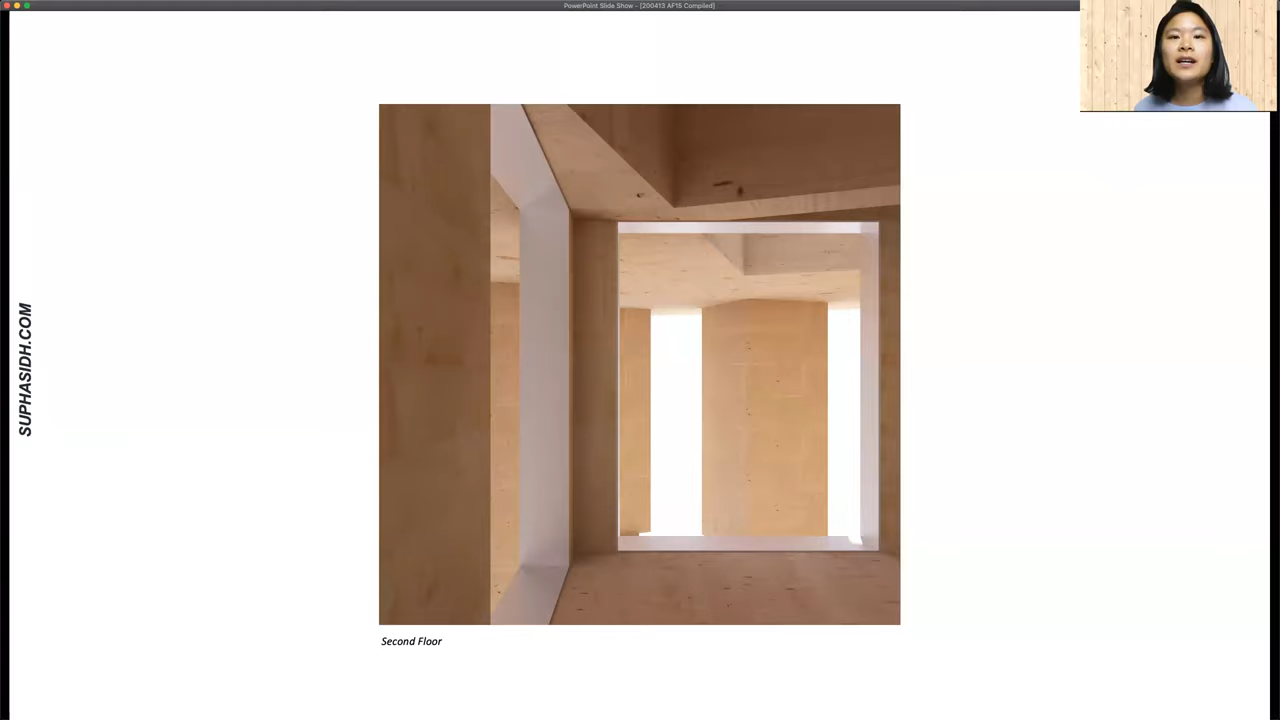 PowerPoint Slide Show - [200413 AF15 Compiled]
SUPHASIDH.COM
Second Floor